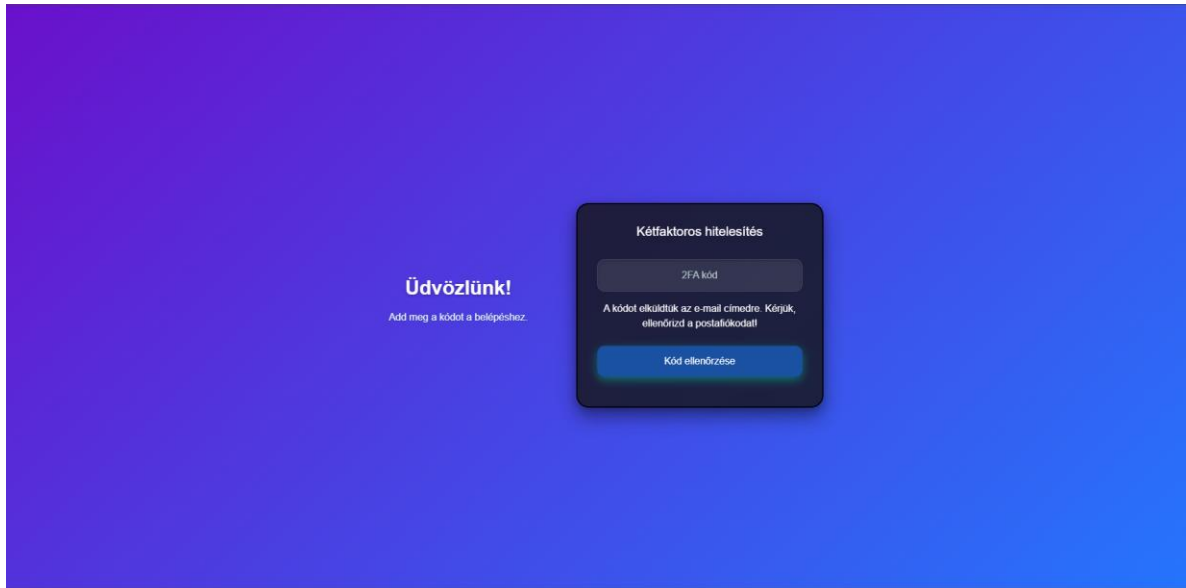 Üdvözlünk!
Add meg a kódot a belépéshez.
Kétfaktoros hitelesítés
2FA kód
A kódot elküldtük az e-mail címedre. Kérjük,
ellenőrizd a postafiókodat!
Kód ellenőrzése